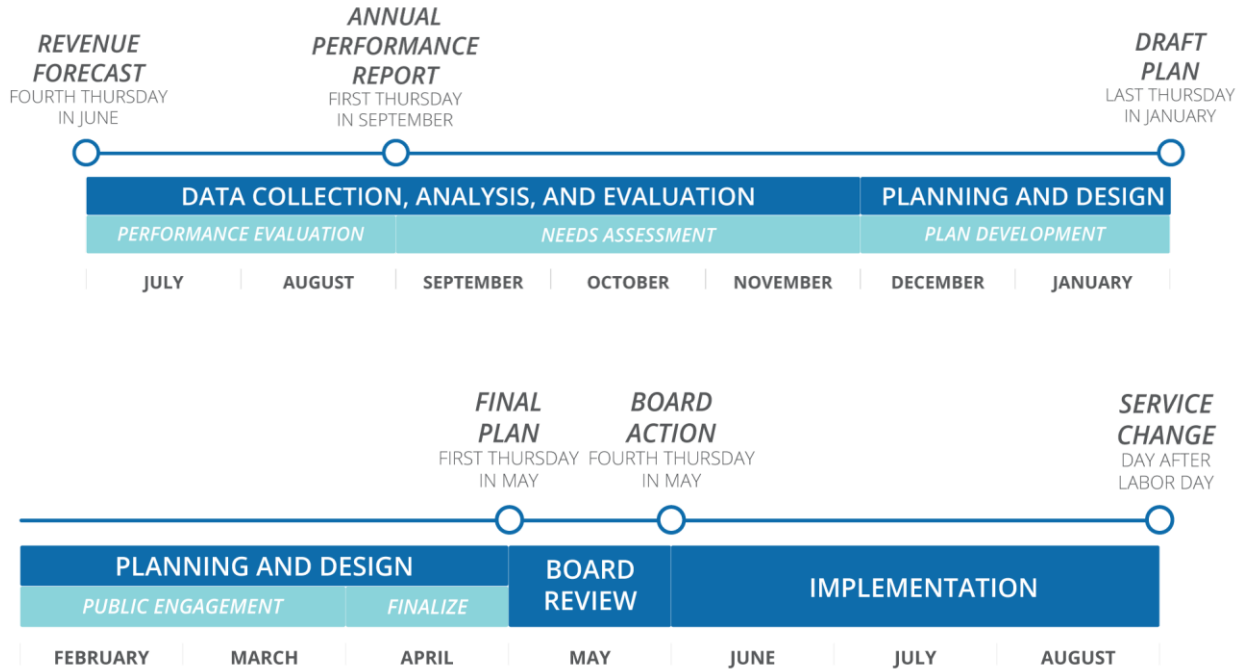 REVENUE
FORECAST
FOURTH THURSDAY
IN JUNE
ANNUAL
PERFORMANCE
REPORT
FIRST THURSDAY
IN SEPTEMBER
DRAFT
PLAN
LAST THURSDAY
IN JANUARY
DATA COLLECTION, ANALYSIS, AND EVALUATION
PLANNING AND DESIGN
PERFORMANCE EVALUATION
NEEDS ASSESSMENT
PLAN DEVELOPMENT
JULY AUGUST SEPTEMBER OCTOBER NOVEMBER DECEMBER JANUARY
FINAL
PLAN
FIRST THURSDAY
IN MAY
BOARD
ACTION
FOURTH THURSDAY
IN MAY
SERVICE
CHANGE
DAY AFTER
LABOR DAY
PLANNING AND DESIGN
PUBLIC ENGAGEMENT
FINALIZE
BOARD
REVIEW
IMPLEMENTATION
FEBRUARY MARCH APRIL MAY JUNE JULY AUGUST